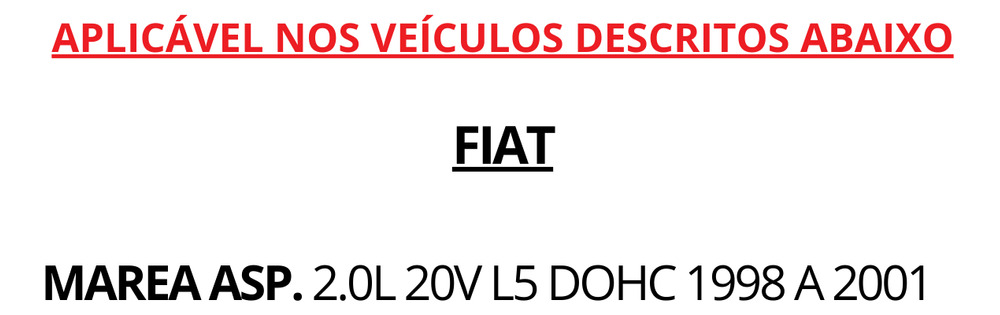 APLICÁVEL NOS VEÍCULOS DESCRITOS ABAIXO
FIAT
MAREA ASP. 2.0L 20V L5 DOHC 1998 A 2001